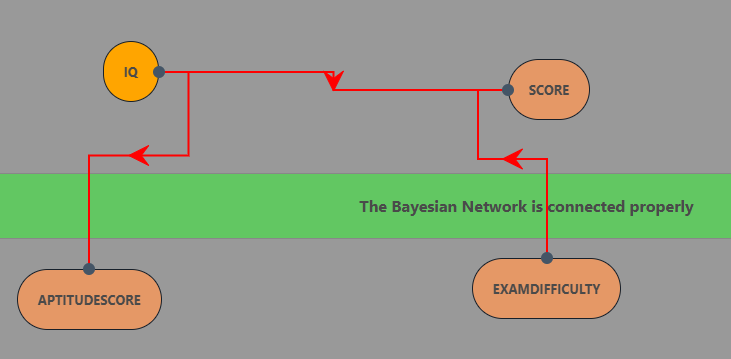 IQ
SCORE
The Bayesian Network is connected properly
APTITUDESCORE
EXAMDIFFICULTY